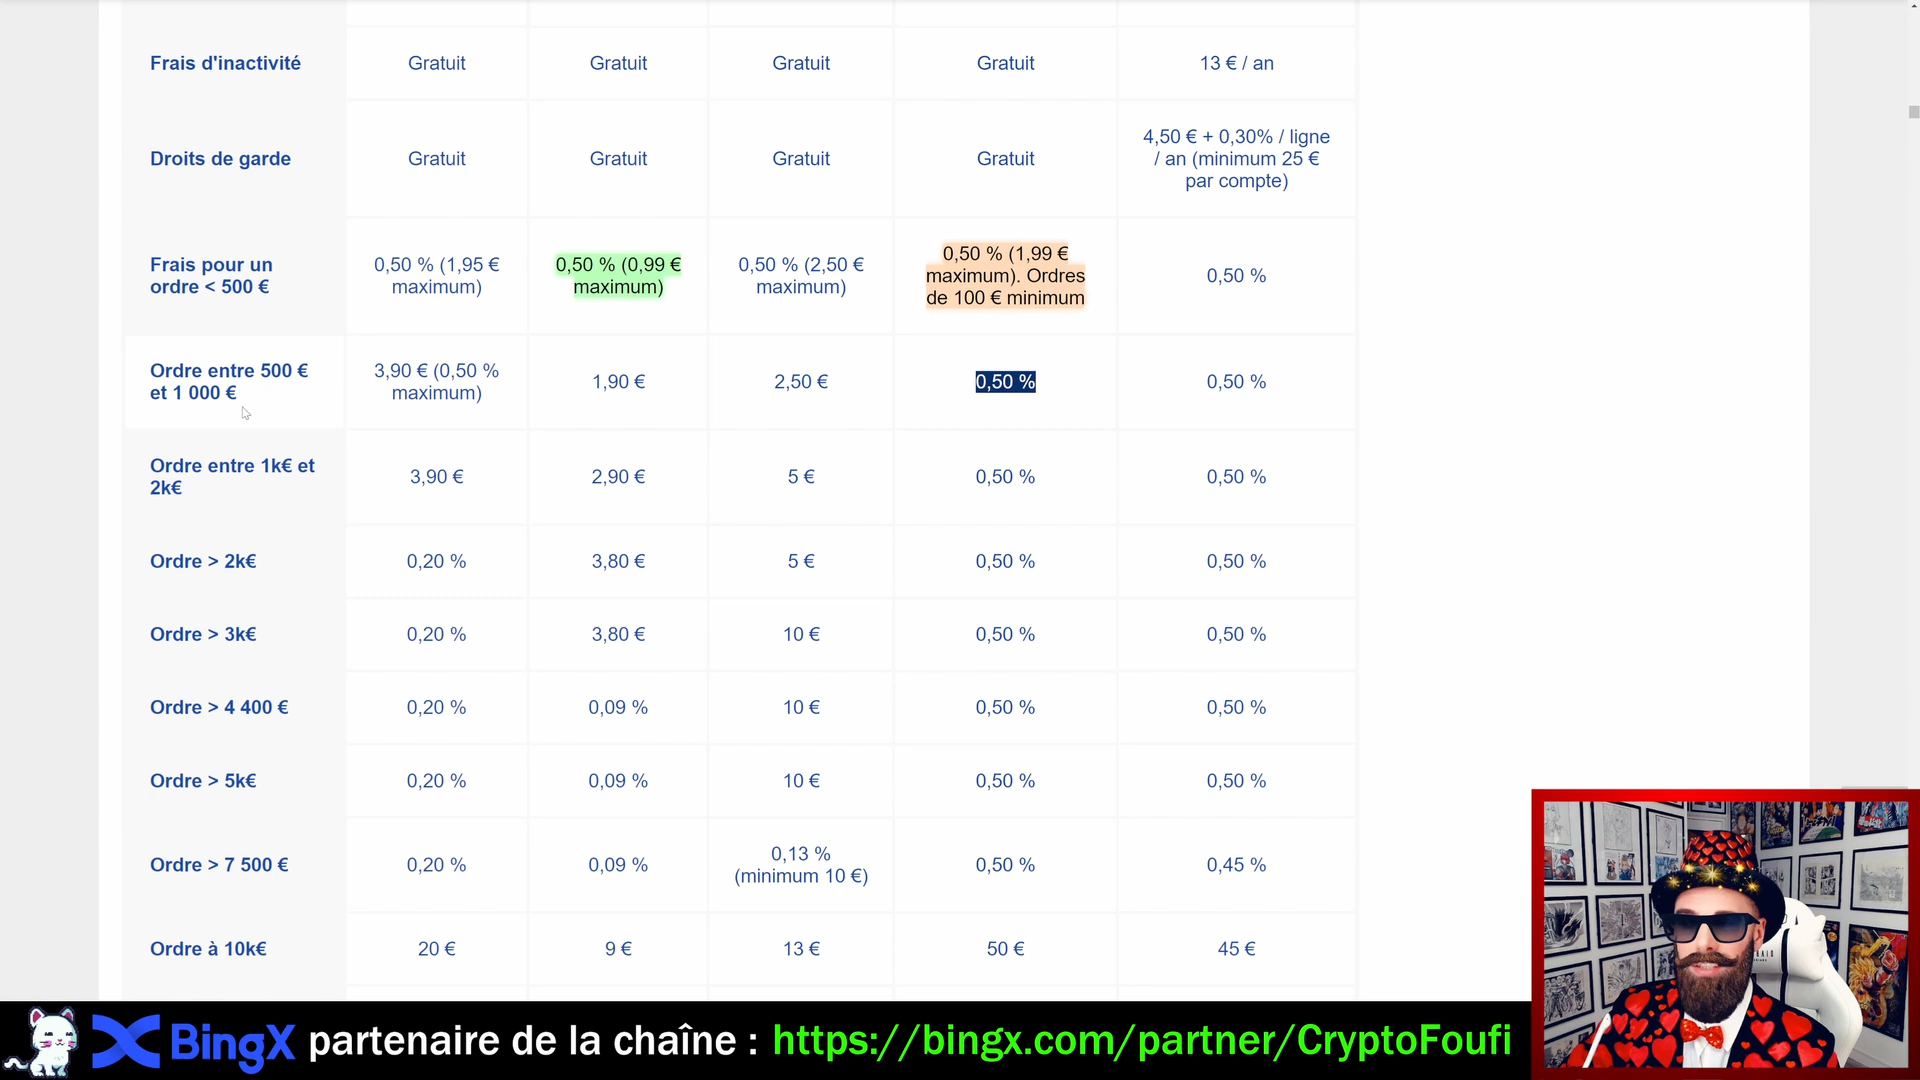 Frais d'inactivité
Gratuit
Gratuit
Gratuit
Gratuit
13 € / an
Droits de garde
Gratuit
Gratuit
Gratuit
Gratuit
4,50 € + 0,30% / ligne
/ an (minimum 25 €
par compte)
Frais pour un
ordre < 500 €
0,50 % (1,95 €
maximum)
0,50 % (0,99 €
maximum)
0,50 % (2,50 €
maximum)
0,50 % (1,99 €
maximum). Ordres
de 100 € minimum
0,50 %
Ordre entre 500 €
et 1 000 €
3,90 € (0,50 %
maximum)
1,90 €
2,50 €
0,50 %
0,50 %
Ordre entre 1k€ et
2k€
3,90 €
2,90 €
5 €
0,50 %
0,50 %
Ordre > 2k€
0,20 %
3,80 €
5 €
0,50 %
0,50 %
Ordre > 3k€
0,20 %
3,80 €
10 €
0,50 %
0,50 %
Ordre > 4 400 €
0,20 %
0,09 %
10 €
0,50 %
0,50 %
Ordre > 5k€
0,20 %
0,09 %
10 €
0,50 %
0,50 %
Ordre > 7 500 €
0,20 %
0,09 %
0,13 %
(minimum 10 €)
0,50 %
0,45 %
Ordre à 10k€
20 €
9 €
13 €
50 €
45 €
BingX partenaire de la chaîne : https://bingx.com/partner/CryptoFoufi